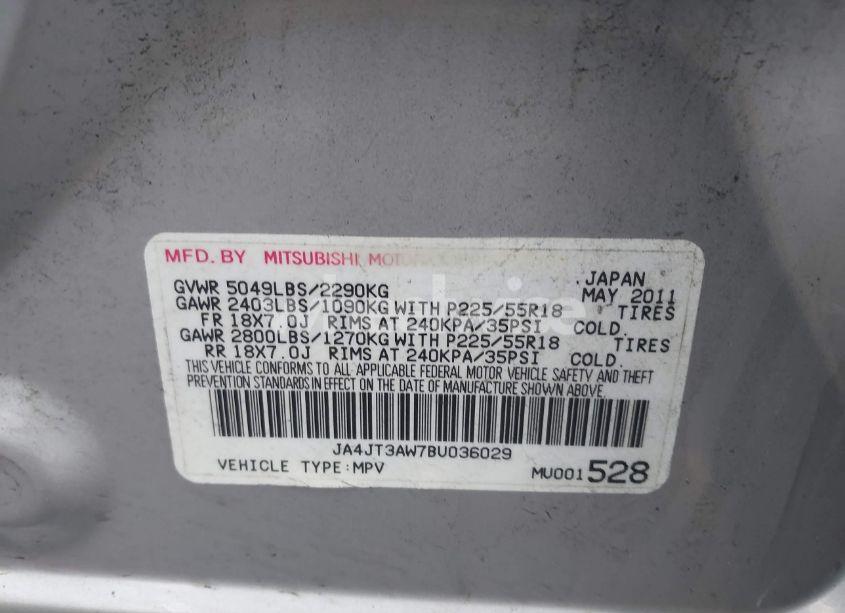 MFD. BY MITSUBISHI MOTORS
JAPAN
GVWR 5049LBS/2290KG MAY 2011
GAWR 2403LBS/1090KG WITH P225/55R18 TIRES
FR 18X7.0J RIMS AT 240KPA/35PSI COLD.
GAWR 2800LBS/1270KG WITH P225/55R18 TIRES
RR 18X7.0J RIMS AT 240KPA/35PSI COLD.
THIS VEHICLE CONFORMS TO ALL APPLICABLE FEDERAL MOTOR VEHICLE SAFETY AND THEFT
PREVENTION STANDARDS IN EFFECT ON THE DATE OF MANUFACTURE SHOWN ABOVE.
JA4JT3AW7BU036029
VEHICLE TYPE:MPV MU001528